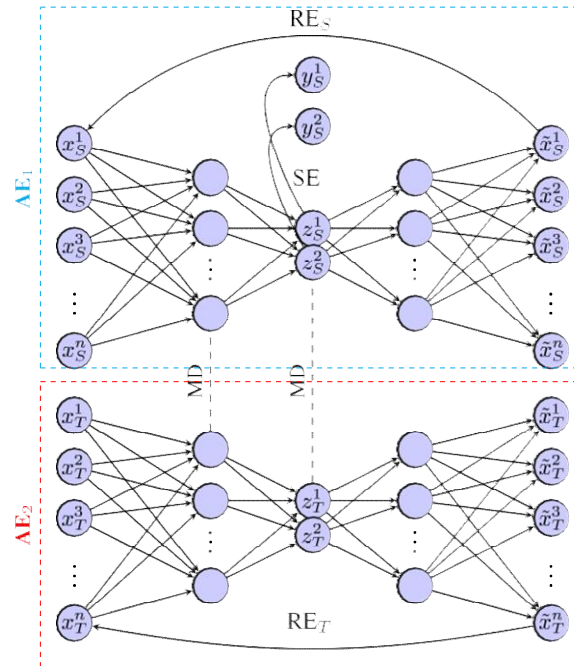 RE_S
y_S^1
y_S^2
SE
AE_1
x_S^1
x_S^2
x_S^3
⋮
x_S^n
⋮
z_S^1
z_S^2
⋮
x̃_S^1
x̃_S^2
x̃_S^3
⋮
x̃_S^n
MD
MD
AE_2
x_T^1
x_T^2
x_T^3
⋮
x_T^n
⋮
z_T^1
z_T^2
⋮
x̃_T^1
x̃_T^2
x̃_T^3
⋮
x̃_T^n
RE_T